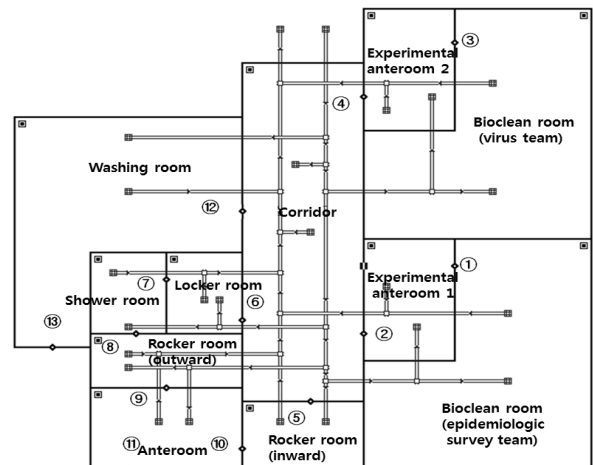 Experimental
anteroom 2
③
④
Bioclean room
(virus team)
Washing room
⑫
Corridor
①
Experimental
anteroom 1
⑦
Locker room
Shower room
⑥
⑬
②
⑧
Rocker room
(outward)
⑨
⑤
Bioclean room
(epidemiologic
survey team)
⑪
Anteroom
⑩
Rocker room
(inward)